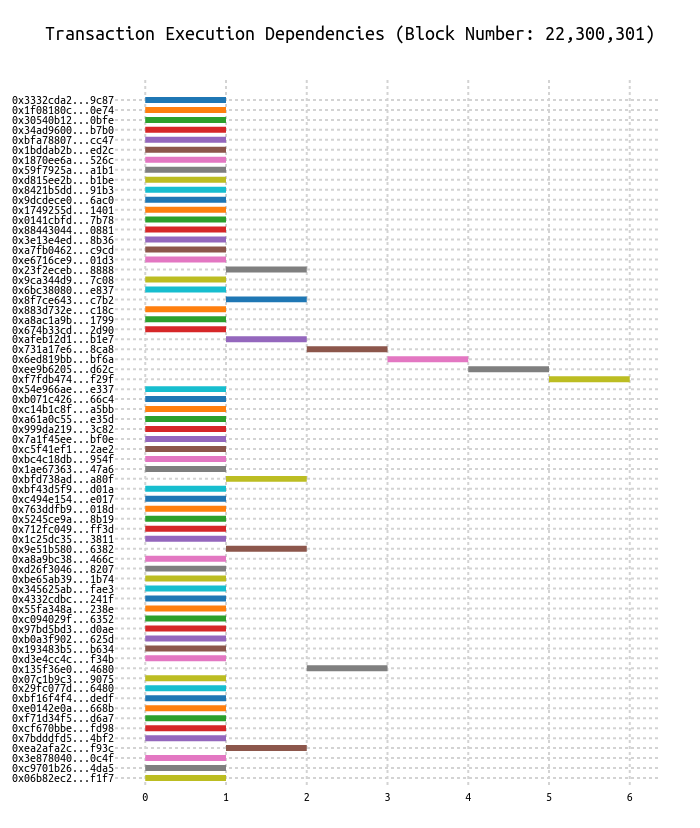 Transaction Execution Dependencies (Block Number: 22,300,301)
0x3332cda2...9c87
0x1f08180c...0e74
0x30540b12...0bfe
0x34ad9600...b7b0
0xbfa78807...cc47
0x1bddab2b...ed2c
0x1870ee6a...526c
0x59f7925a...a1b1
0xd815ee2b...b1be
0x8421b5dd...91b3
0x9dcdece0...6ac0
0x1749255d...1401
0x0141cbfd...7b78
0x88443044...0881
0x3e13e4ed...8b36
0xa7fb0462...c9cd
0xe6716ce9...01d3
0x23f2eceb...8888
0x9ca344d9...7c08
0x6bc38080...e837
0x8f7ce643...c7b2
0x883d732e...c18c
0xa8ac1a9b...1799
0x674b33cd...2d90
0xafeb12d1...b1e7
0x731a17e6...8ca8
0x6ed819bb...bf6a
0xee9b6205...d62c
0xf7fdb474...f29f
0x54e966ae...e337
0xb071c426...66c4
0xc14b1c8f...a5bb
0xa61a0c55...e35d
0x999da219...3c82
0x7a1f45ee...bf0e
0xc5f41ef1...2ae2
0xbc4c18db...954f
0x1ae67363...47a6
0xbfd738ad...a80f
0xbf43d5f9...d01a
0xc494e154...e017
0x763ddfb9...018d
0x5245ce9a...8b19
0x712fc049...ff3d
0x1c25dc35...3811
0x9e51b580...6382
0xa8a9bc38...466c
0xd26f3046...8207
0xbe65ab39...1b74
0x345625ab...fae3
0x4332cdbc...241f
0x55fa348a...238e
0xc094029f...6352
0x97bd5bd3...d0ae
0xb0a3f902...625d
0x193483b5...b634
0xd3e4cc4c...f34b
0x135f36e0...4680
0x07c1b9c3...9075
0x29fc077d...6480
0xbf16f4f4...dedf
0xe0142e0a...668b
0xf71d34f5...d6a7
0xcf670bbe...fd98
0x7bdddfd5...4bf2
0xea2afa2c...f93c
0x3e878040...0c4f
0xc9701b26...4da5
0x06b82ec2...f1f7
0 1 2 3 4 5 6